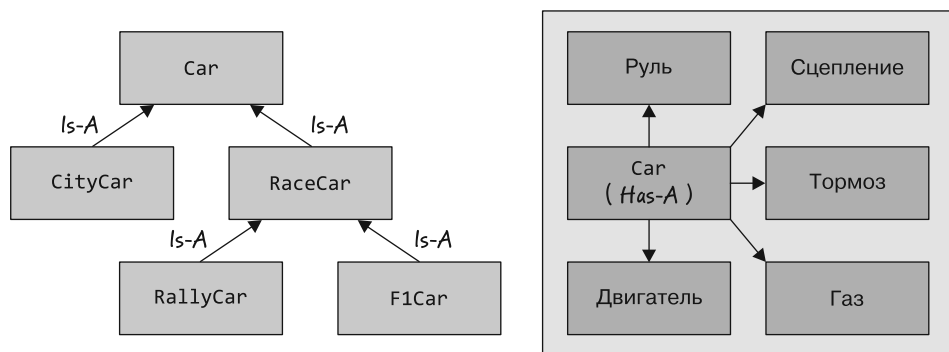 Car
Is-A
Is-A
CityCar
RaceCar
Is-A
Is-A
RallyCar
F1Car
Руль
Сцепление
Car
( Has-A )
Тормоз
Двигатель
Газ